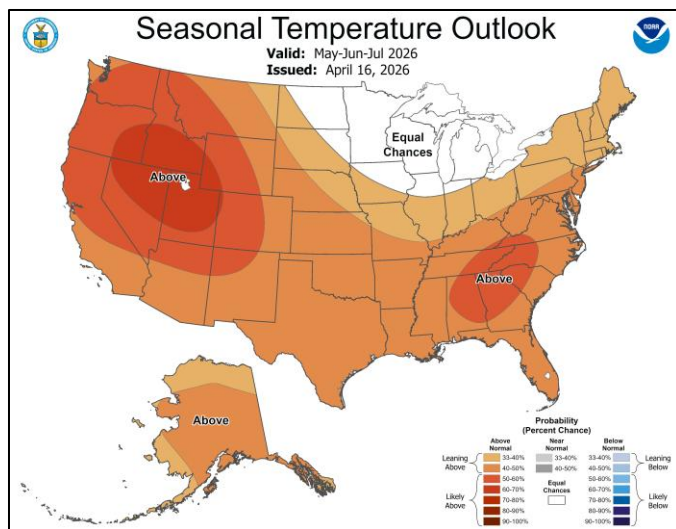 Seasonal Temperature Outlook
Valid: May-Jun-Jul 2026
Issued: April 16, 2026
NOAA
Equal
Chances
Above
Above
Above
Probability
(Percent Chance)
Above
Normal
Near
Normal
Below
Normal
Leaning
Above
33-40%
40-50%
33-40%
40-50%
33-40%
40-50%
Leaning
Below
Likely
Above
50-60%
60-70%
70-80%
80-90%
90-100%
Equal
Chances
50-60%
60-70%
70-80%
80-90%
90-100%
Likely
Below